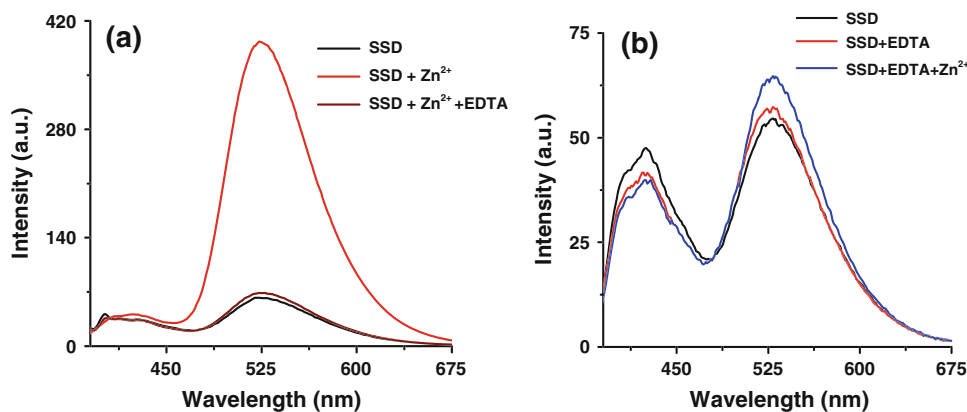 (a)
SSD
SSD + Zn²⁺
SSD + Zn²⁺ +EDTA
420
280
140
0
Intensity (a.u.)
450
525
600
675
Wavelength (nm)
(b)
SSD
SSD+EDTA
SSD+EDTA+Zn²⁺
75
50
25
0
Intensity (a.u.)
450
525
600
675
Wavelength (nm)